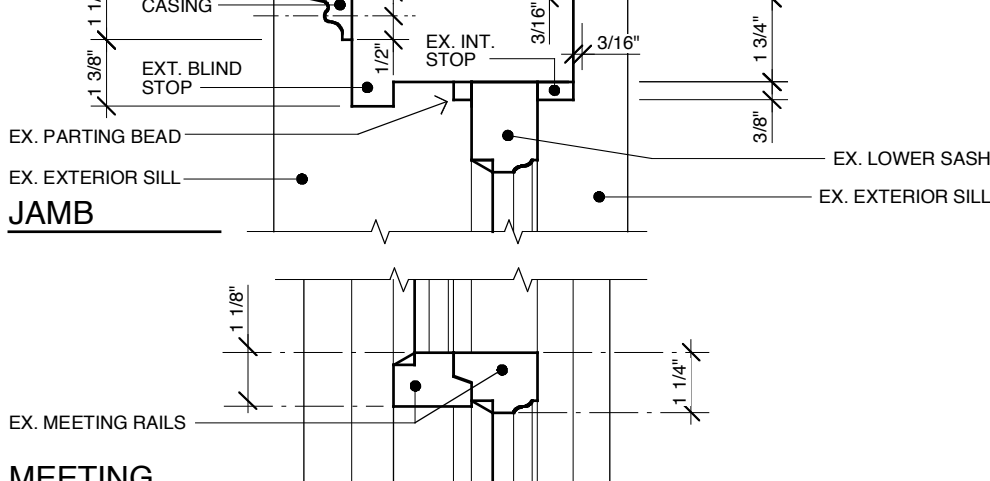 CASING
3/16"
1 3/4"
1/2"
EX. INT.
STOP
3/16"
1 3/8"
EXT. BLIND
STOP
3/8"
EX. PARTING BEAD
EX. LOWER SASH
EX. EXTERIOR SILL
EX. EXTERIOR SILL
JAMB
1 1/8"
1 1/4"
EX. MEETING RAILS
MEETING